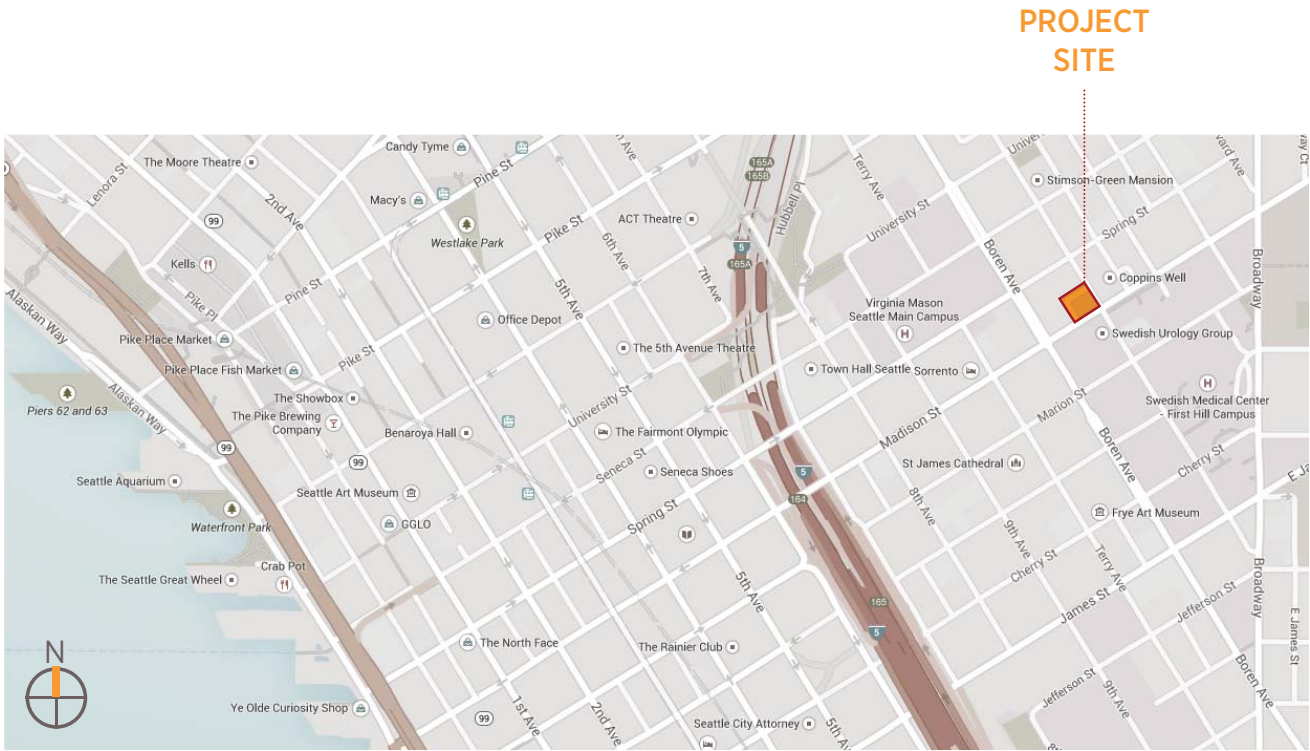 PROJECT
SITE
Candy Tyme
The Moore Theatre
Pine St
Lenora St
2nd Ave
Macy's
99
Westlake Park
Pike St
ACT Theatre
6th Ave
7th Ave
165A
165B
5
165A
Hubbell Pl
Terry Ave
University St
Stimson-Green Mansion
Spring St
Boren Ave
Coppins Well
Broadway
Kells
Pine St
Pike Pl
5th Ave
Office Depot
Virginia Mason
Seattle Main Campus
H
Alaskan Way
Pike Place Market
Pike St
The 5th Avenue Theatre
Swedish Urology Group
Pike Place Fish Market
Town Hall Seattle
Sorrento
H
Swedish Medical Center
- First Hill Campus
Piers 62 and 63
Alaskan Way
The Showbox
The Pike Brewing
Company
University St
Benaroya Hall
The Fairmont Olympic
Madison St
Marion St
Boren Ave
99
99
Seneca St
Seneca Shoes
St James Cathedral
Cherry St
Seattle Aquarium
Seattle Art Museum
5
164
8th Ave
Waterfront Park
GGLO
Spring St
9th Ave
Frye Art Museum
Crab Pot
The Seattle Great Wheel
5th Ave
Cherry St
Terry Ave
Broadway
165
James St
Jefferson St
5
E James St
N
The North Face
The Rainier Club
Boren Ave
Jefferson St
9th Ave
Ye Olde Curiosity Shop
99
1st Ave
2nd Ave
Seattle City Attorney
5th Ave